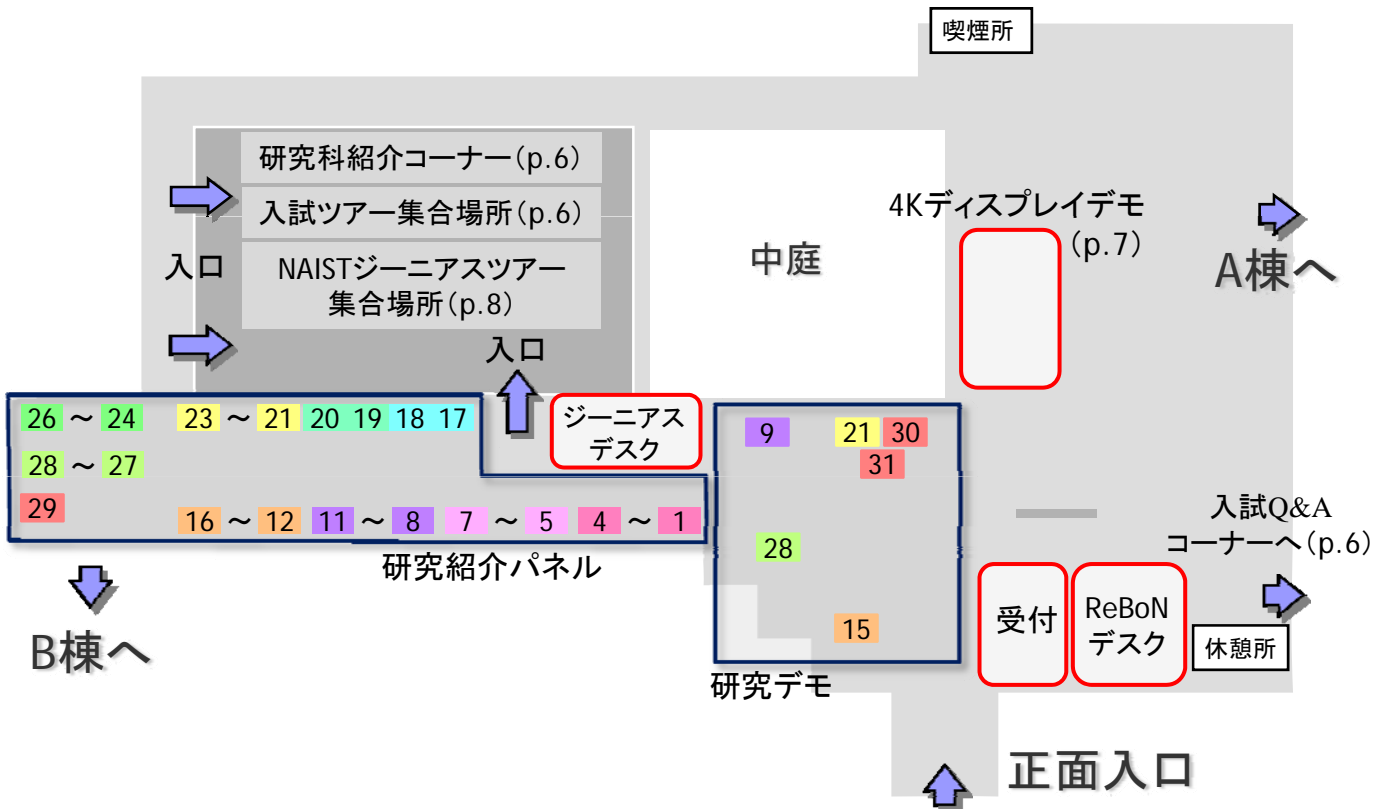 喫煙所
研究科紹介コーナー(p.6)
入試ツアー集合場所(p.6)
NAISTジーニアスツアー
集合場所(p.8)
入口
入口
中庭
4Kディスプレイデモ
(p.7)
A棟へ
ジーニアス
デスク
26 ～ 24 23 ～ 21 20 19 18 17
28 ～ 27
29
16 ～ 12 11 ～ 8 7 ～ 5 4 ～ 1
研究紹介パネル
B棟へ
9 21 30
31
28
15
研究デモ
入試Q&A
コーナーへ(p.6)
受付
ReBoN
デスク
休憩所
正面入口